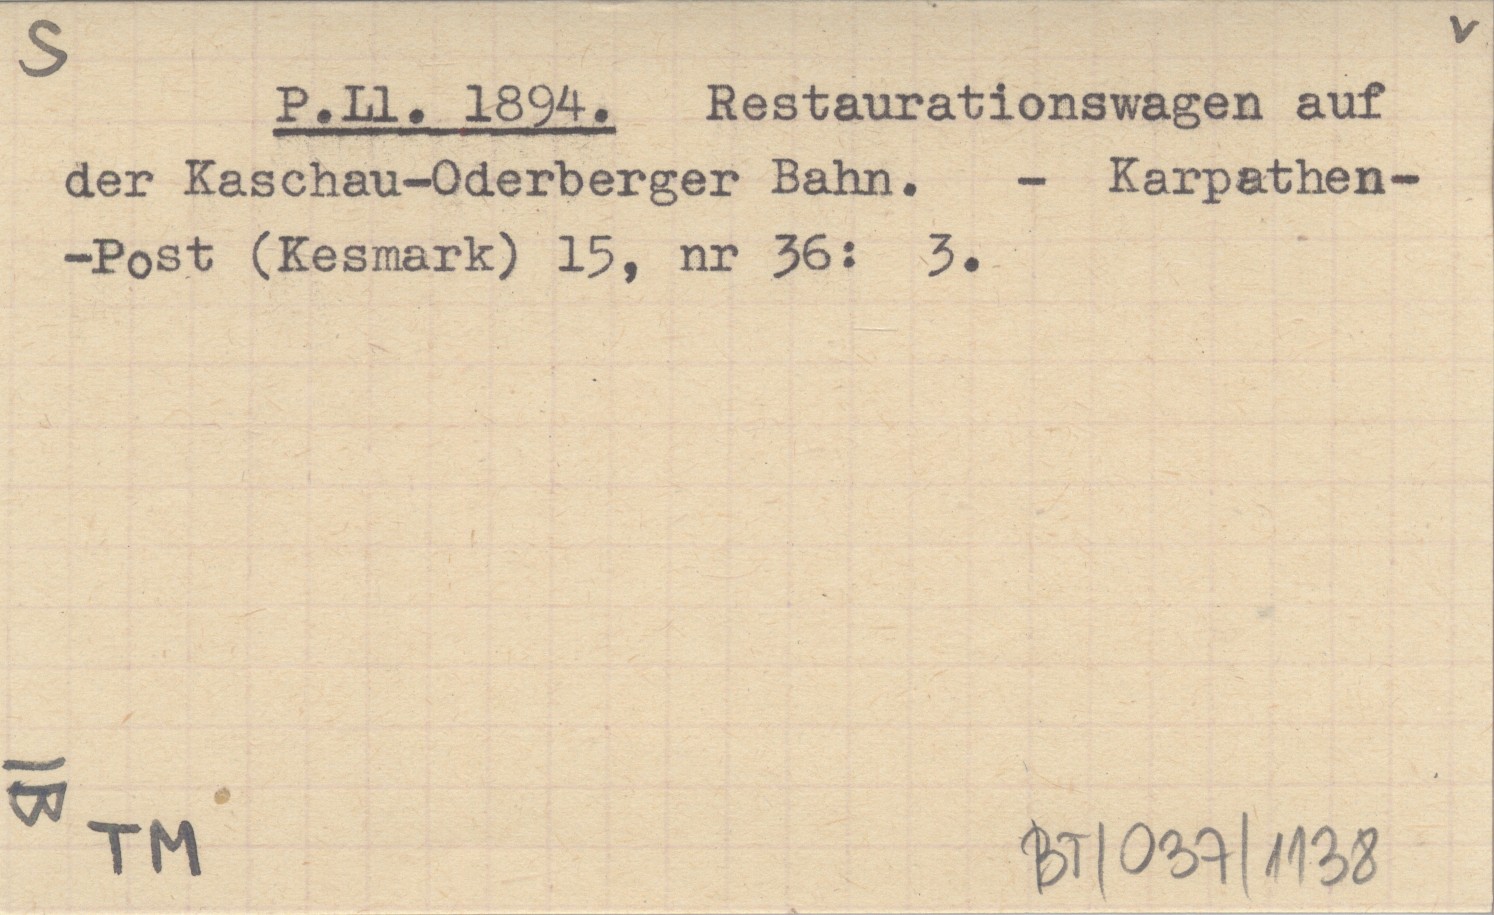 S
v
P.Ll. 1894. Restaurationswagen auf
der Kaschau-Oderberger Bahn. - Karpathen-
-Post (Kesmark) 15, nr 36: 3.
IB
TM
BT/037/1138